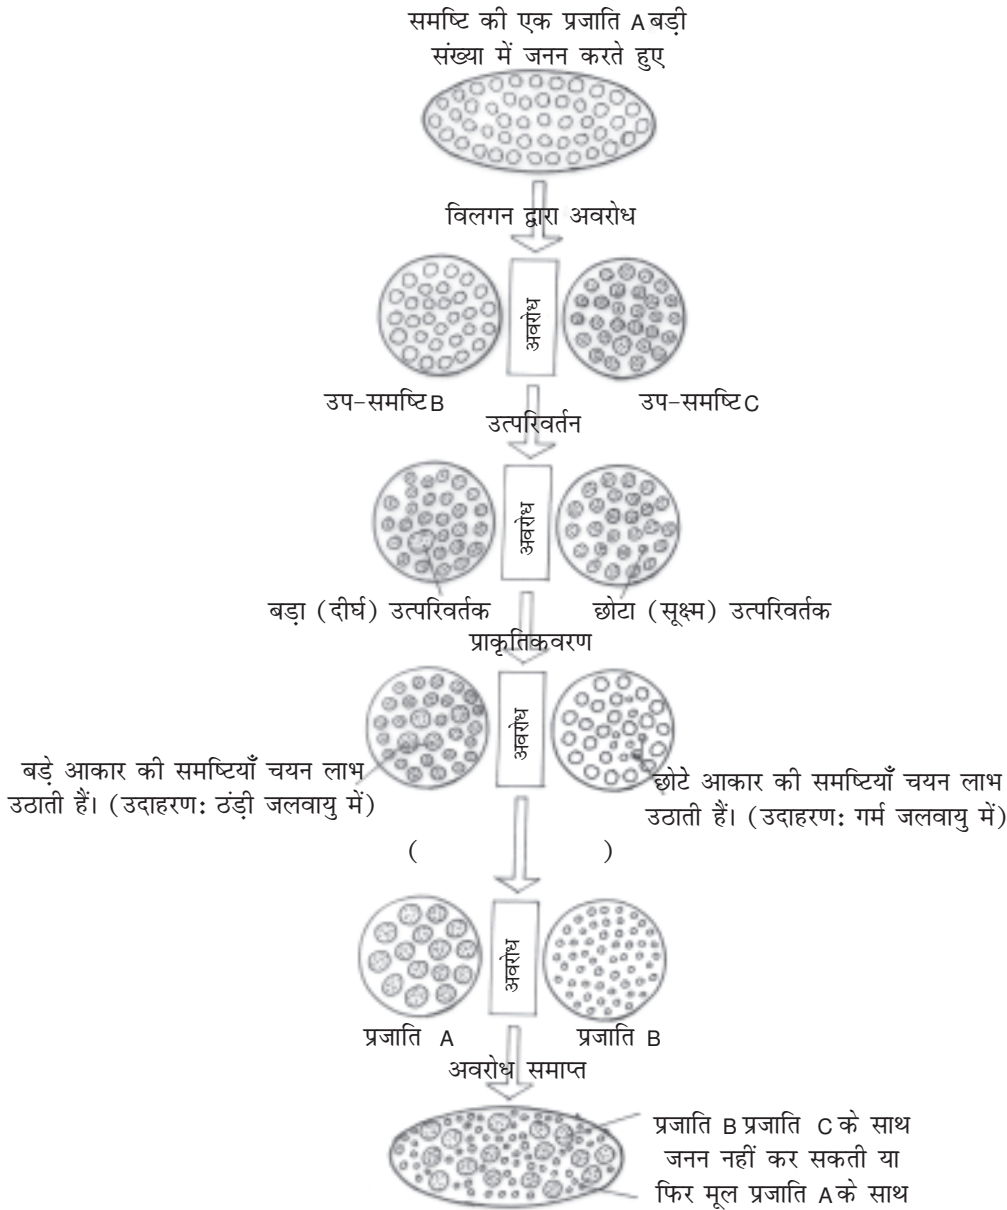 समष्टि की एक प्रजाति A बड़ी
संख्या में जनन करते हुए
विलगन द्वारा अवरोध
अवरोध
उप-समष्टि B
उप-समष्टि C
उत्परिवर्तन
अवरोध
बड़ा (दीर्घ) उत्परिवर्तक
छोटा (सूक्ष्म) उत्परिवर्तक
प्राकृतिकवरण
अवरोध
बड़े आकार की समष्टियाँ चयन लाभ
उठाती हैं। (उदाहरण: ठंड़ी जलवायु में)
छोटे आकार की समष्टियाँ चयन लाभ
उठाती हैं। (उदाहरण: गर्म जलवायु में)
( )
अवरोध
प्रजाति A
प्रजाति B
अवरोध समाप्त
प्रजाति B प्रजाति C के साथ
जनन नहीं कर सकती या
फिर मूल प्रजाति A के साथ